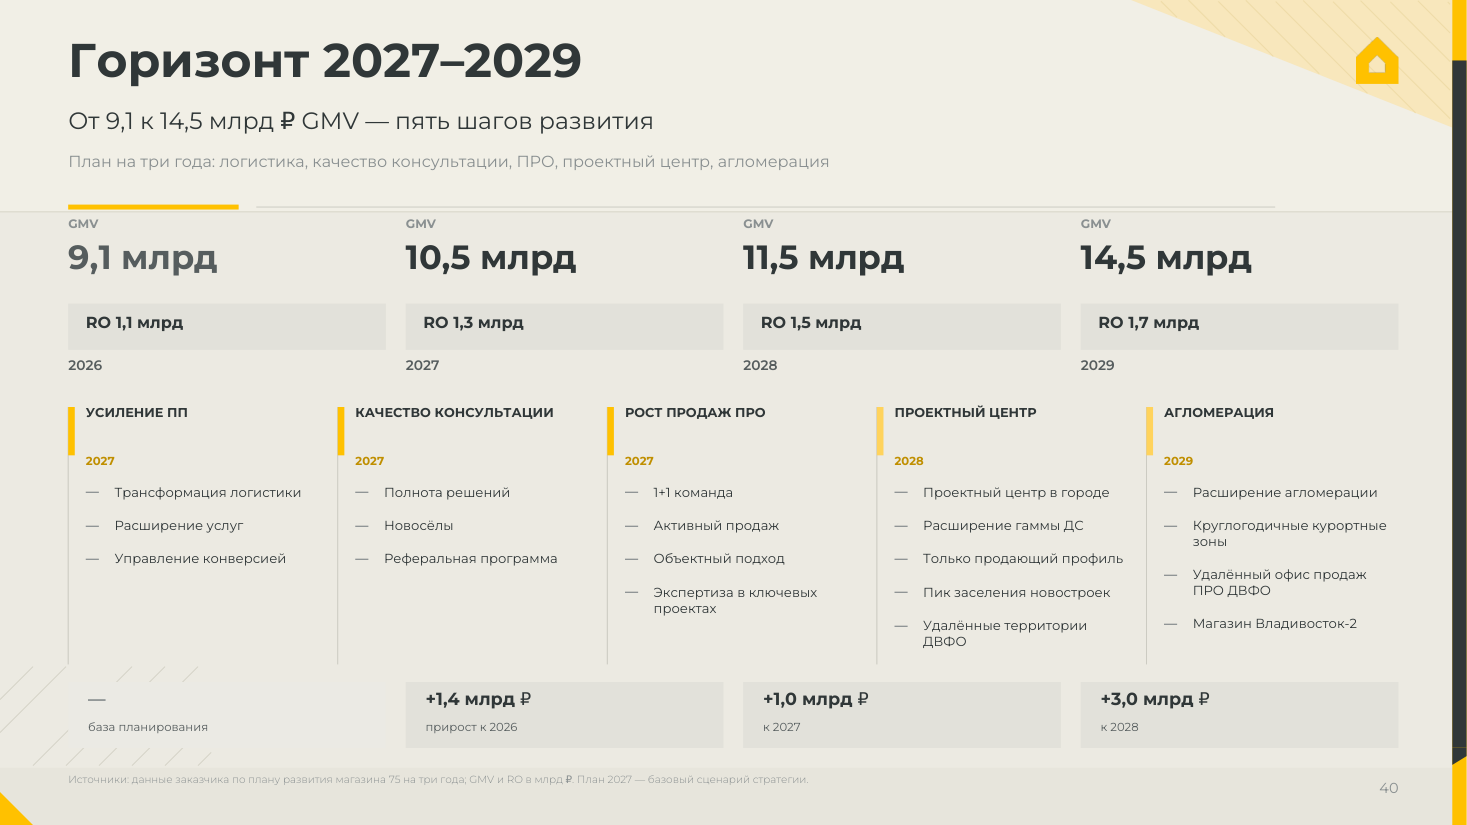 Горизонт 2027–2029
От 9,1 к 14,5 млрд ₽ GMV — пять шагов развития
План на три года: логистика, качество консультации, ПРО, проектный центр, агломерация
GMV
9,1 млрд
RO 1,1 млрд
2026
GMV
10,5 млрд
RO 1,3 млрд
2027
GMV
11,5 млрд
RO 1,5 млрд
2028
GMV
14,5 млрд
RO 1,7 млрд
2029
УСИЛЕНИЕ ПП
2027
— Трансформация логистики
— Расширение услуг
— Управление конверсией
КАЧЕСТВО КОНСУЛЬТАЦИИ
2027
— Полнота решений
— Новосёлы
— Реферальная программа
РОСТ ПРОДАЖ ПРО
2027
— 1+1 команда
— Активный продаж
— Объектный подход
— Экспертиза в ключевых
проектах
ПРОЕКТНЫЙ ЦЕНТР
2028
— Проектный центр в городе
— Расширение гаммы ДС
— Только продающий профиль
— Пик заселения новостроек
— Удалённые территории
ДВФО
АГЛОМЕРАЦИЯ
2029
— Расширение агломерации
— Круглогодичные курортные
зоны
— Удалённый офис продаж
ПРО ДВФО
— Магазин Владивосток-2
—
база планирования
+1,4 млрд ₽
прирост к 2026
+1,0 млрд ₽
к 2027
+3,0 млрд ₽
к 2028
Источники: данные заказчика по плану развития магазина 75 на три года; GMV и RO в млрд ₽. План 2027 — базовый сценарий стратегии.
40